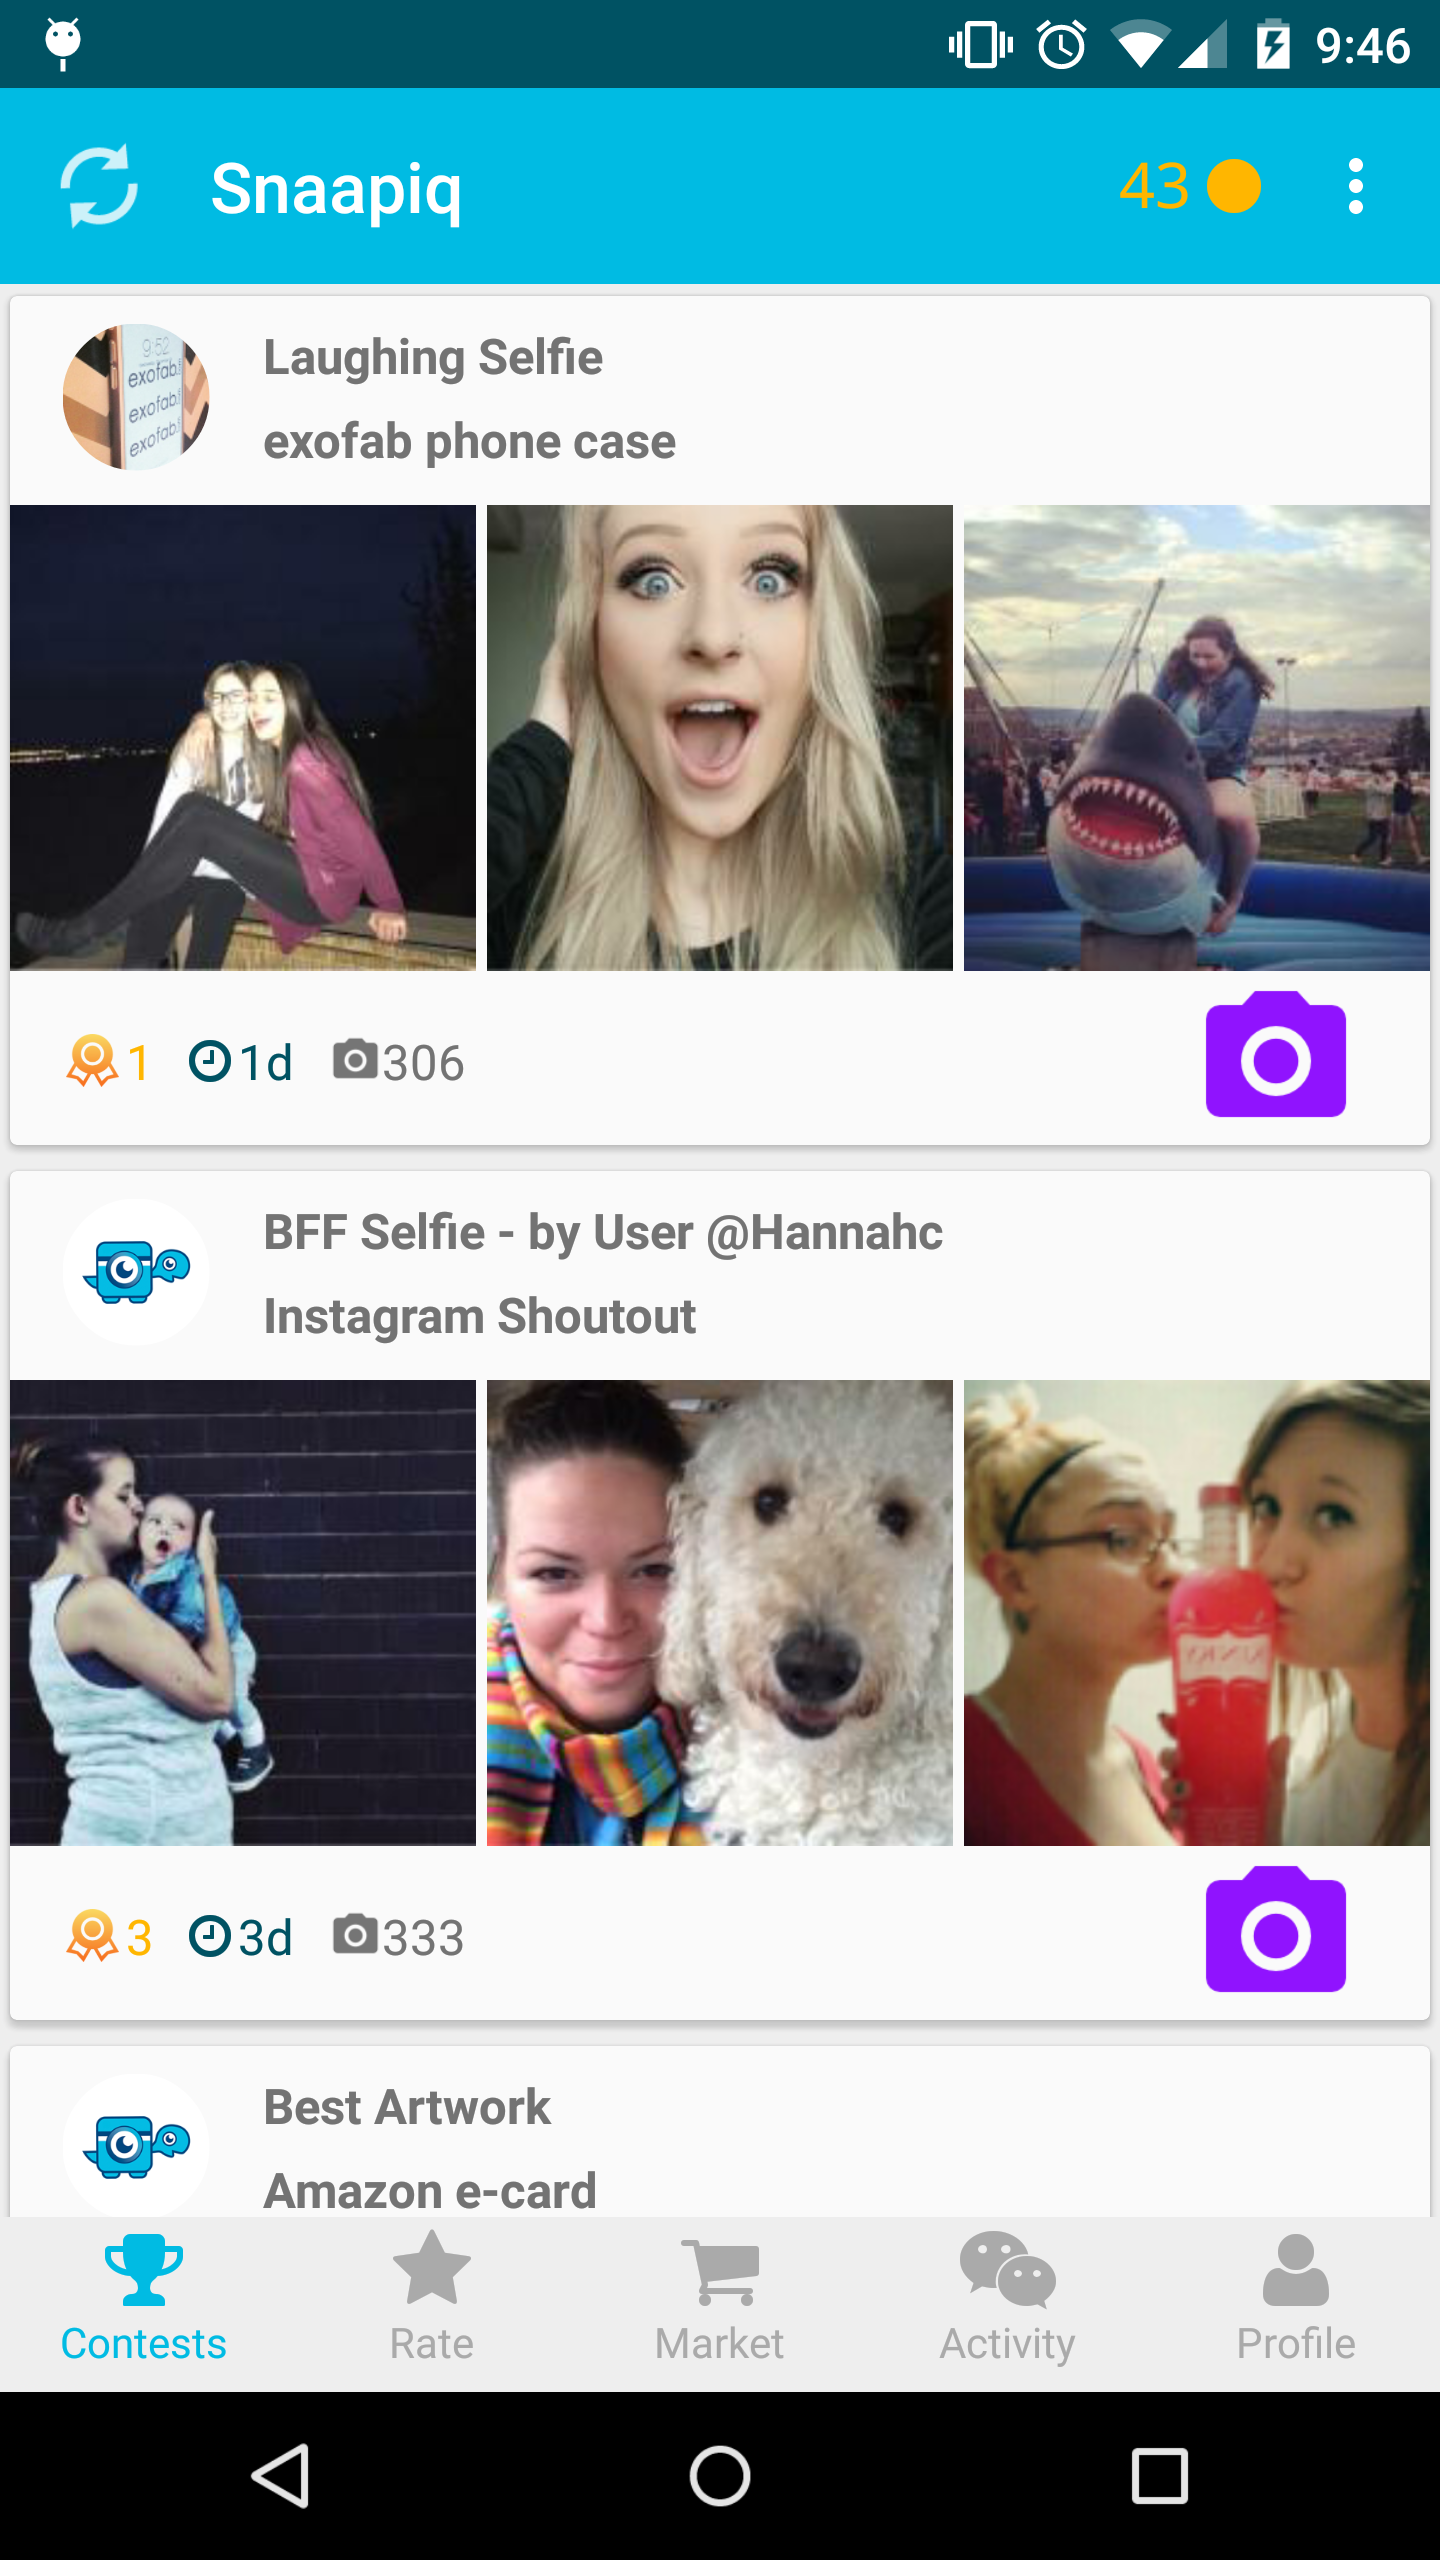 9:46
Snaapiq
43
9:52
exofab
exofab
exofab
Laughing Selfie
exofab phone case
1
1d
306
BFF Selfie - by User @Hannahc
Instagram Shoutout
3
3d
333
Best Artwork
Amazon e-card
Contests
Rate
Market
Activity
Profile